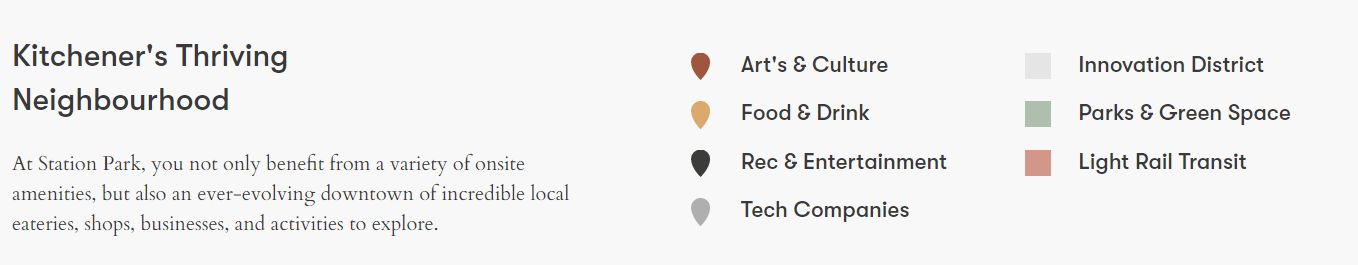 Kitchener's Thriving
Neighbourhood
At Station Park, you not only benefit from a variety of onsite
amenities, but also an ever-evolving downtown of incredible local
eateries, shops, businesses, and activities to explore.
Art's & Culture
Food & Drink
Rec & Entertainment
Tech Companies
Innovation District
Parks & Green Space
Light Rail Transit